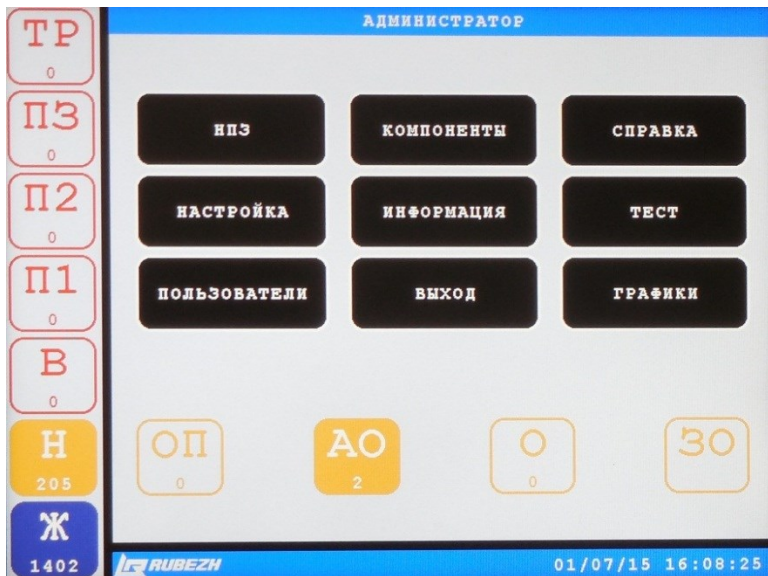 АДМИНИСТРАТОР
ТР
0
ПЗ
0
П2
0
П1
0
В
0
Н
205
Ж
1402
НПЗ КОМПОНЕНТЫ СПРАВКА
НАСТРОЙКА ИНФОРМАЦИЯ ТЕСТ
ПОЛЬЗОВАТЕЛИ ВЫХОД ГРАФИКИ
ОП АО О ЗО
0 2 0
RUBEZH 01/07/15 16:08:25